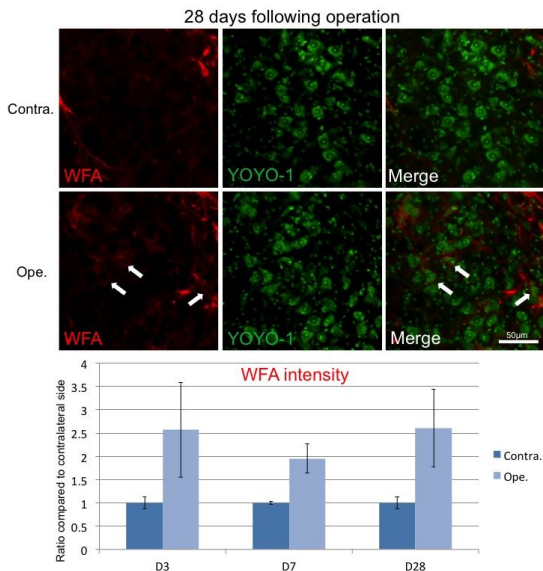 28 days following operation
Contra.
WFA
YOYO-1
Merge
Ope.
WFA
YOYO-1
Merge
50μm
WFA intensity
Ratio compared to contralateral side
4
3.5
3
2.5
2
1.5
1
0.5
0
D3
D7
D28
Contra.
Ope.